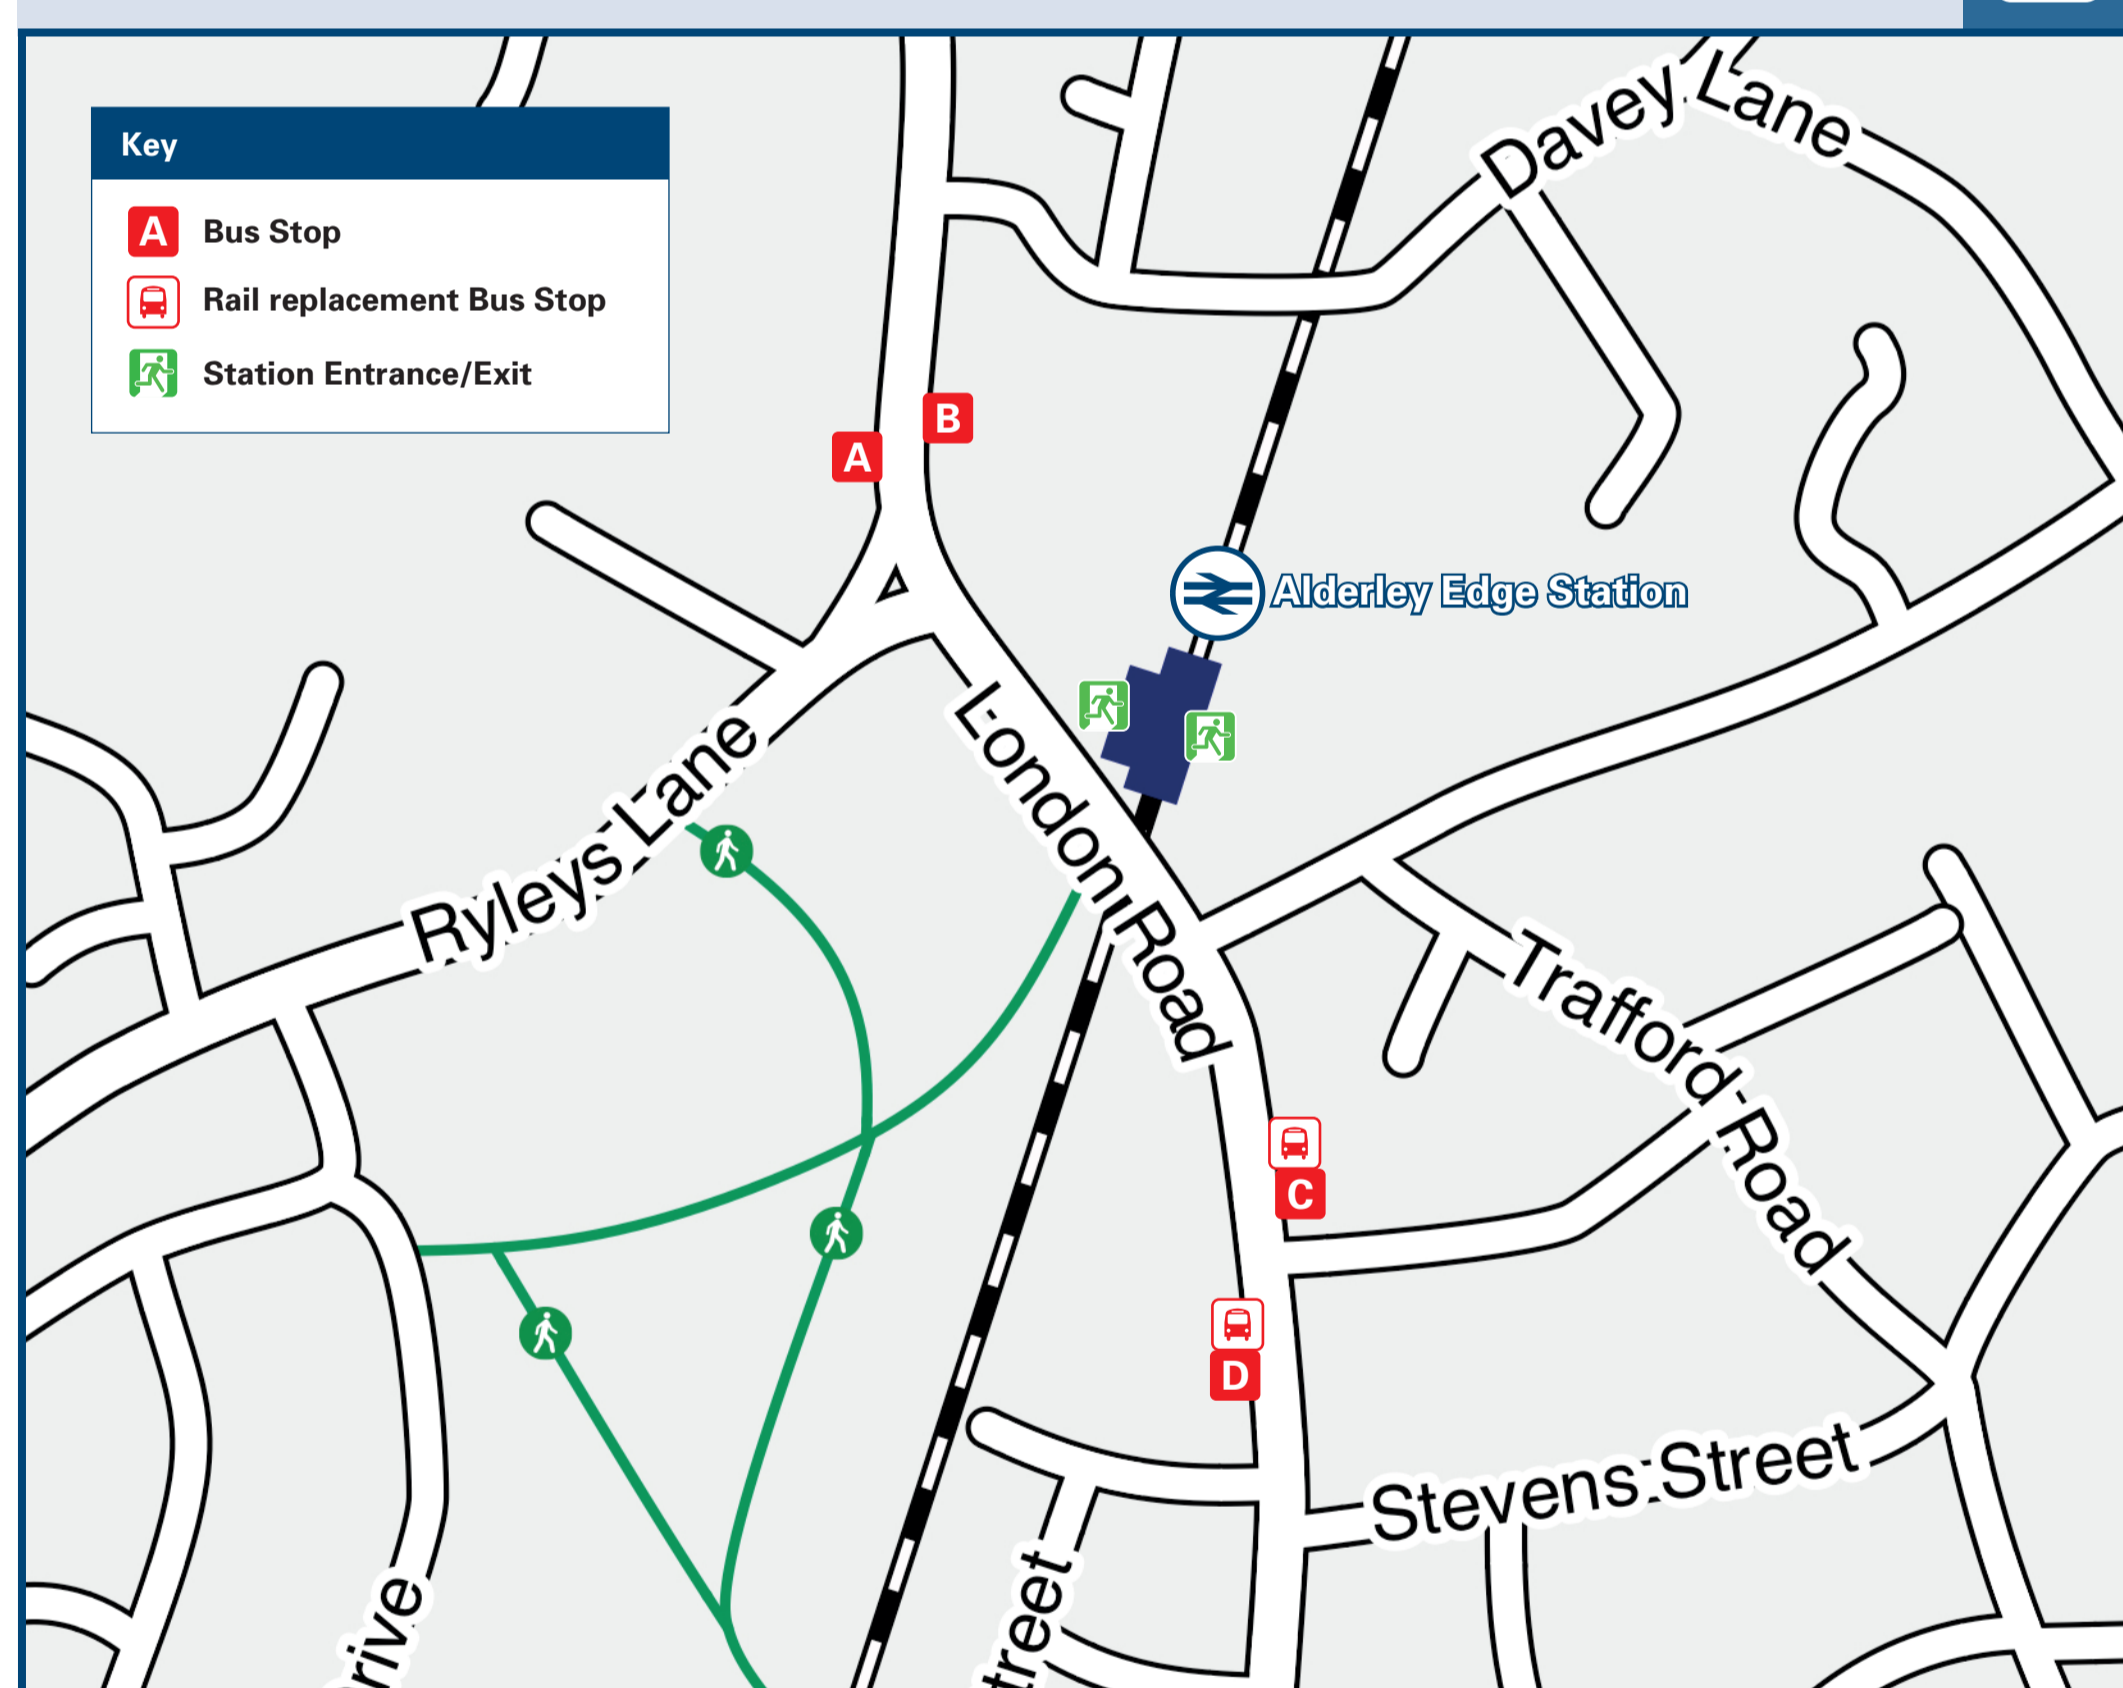 Key
A Bus Stop
Rail replacement Bus Stop
Station Entrance/Exit
Davey Lane
B
A
Alderley Edge Station
London Road
Ryleys Lane
Trafford Road
C
D
Stevens Street
treet
rive